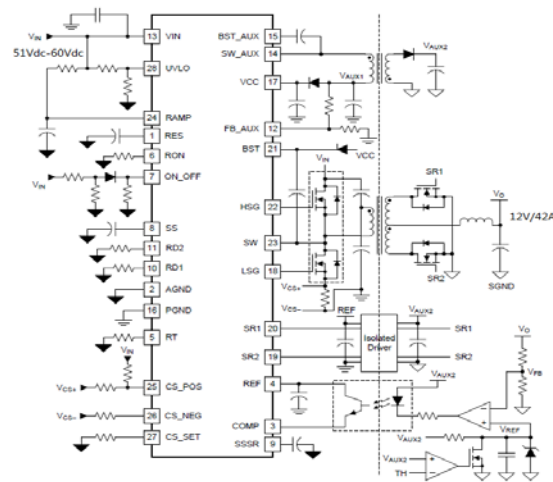 VIN
51Vdc-60Vdc
13 VIN
28 UVLO
24 RAMP
1 RES
6 RON
VIN
7 ON_OFF
8 SS
11 RD2
10 RD1
2 AGND
16 PGND
5 RT
VIN
VCS+
25 CS_POS
VCS-
26 CS_NEG
27 CS_SET
BST_AUX 15
SW_AUX 14
VAUX2
VCC 17
VAUX1
FB_AUX 12
BST 21
VCC
VIN
HSG 22
SW 23
LSG 18
VCS+
VCS-
SR1
VO
12V/42A
SR2
SGND
SR1 20
REF
Isolated
Driver
VAUX2
SR1
SR2 19
SR2
REF 4
VAUX2
COMP 3
SSSR 9
VO
VFB
VAUX2
VREF
VAUX2
TH